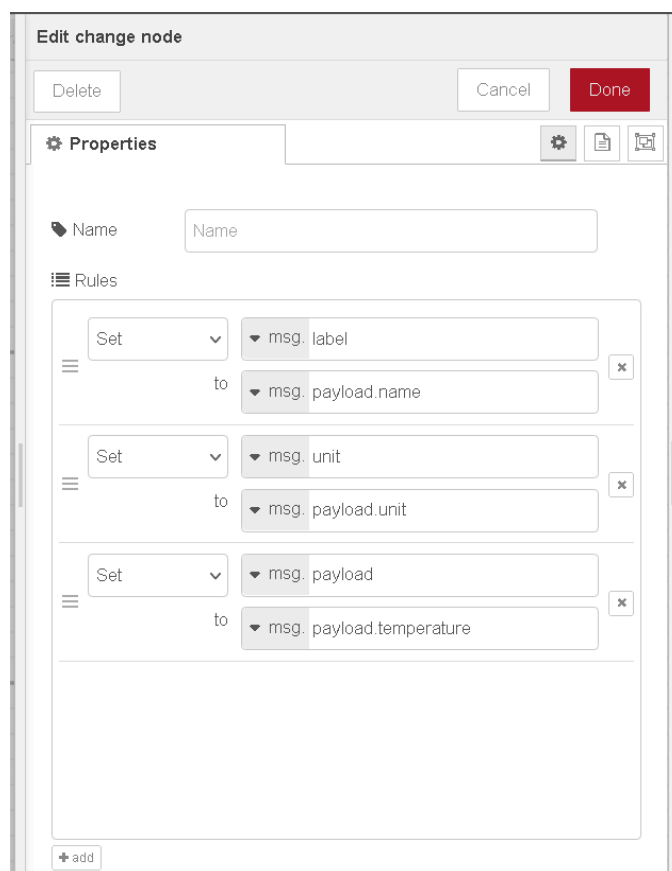 Edit change node
Delete Cancel Done
Properties
Name Name
Rules
Set msg. label
to msg. payload.name
Set msg. unit
to msg. payload.unit
Set msg. payload
to msg. payload.temperature
add